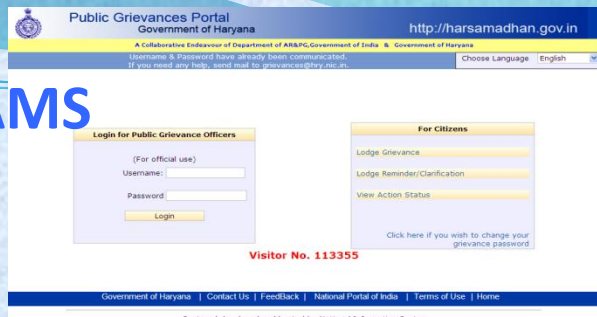 Public Grievances Portal
Government of Haryana
http://harsamadhan.gov.in
A Collaborative Endeavour of Department of AR&PG,Government of India & Government of Haryana
Username & Password have already been communicated.
If you need any help, send mail to grievances@hry.nic.in.
Choose Language English
AMS
Login for Public Grievance Officers
(For official use)
Username:
Password
Login
For Citizens
Lodge Grievance
Lodge Reminder/Clarification
View Action Status
Click here if you wish to change your
grievance password
Visitor No. 113355
Government of Haryana | Contact Us | FeedBack | National Portal of India | Terms of Use | Home